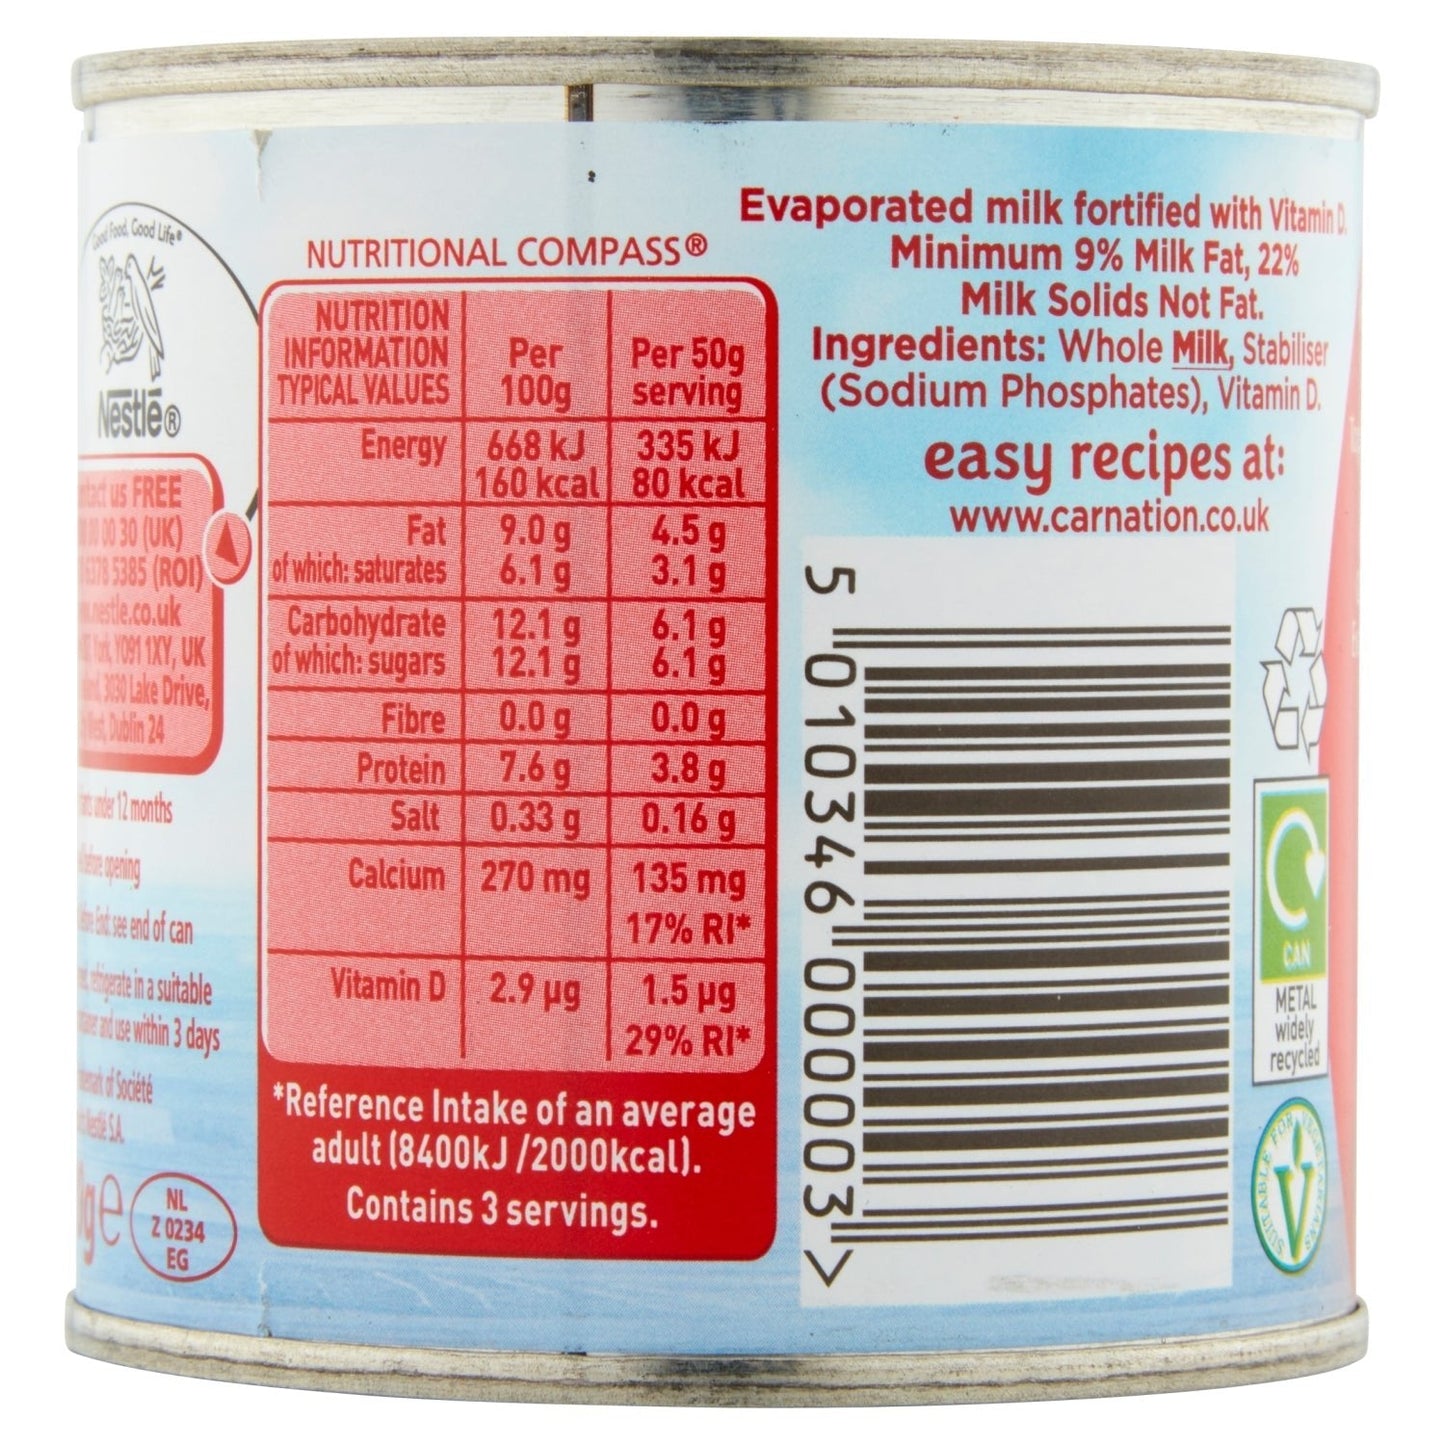 Good Food, Good Life®
Nestlé®
us FREE
00 30 (UK)
5385 (ROI)
nestle.co.uk
York, YO91 1XY, UK
3030 Lake Drive,
West, Dublin 24
under 12 months
before opening
End: see end of can
refrigerate in a suitable
and use within 3 days
of Société
Nestlé S.A.
g e
NL
Z 0234
EG
NUTRITIONAL COMPASS®
NUTRITION INFORMATION TYPICAL VALUES Per 100g Per 50g serving
Energy 668 kJ 335 kJ
160 kcal 80 kcal
Fat 9.0 g 4.5 g
of which: saturates 6.1 g 3.1 g
Carbohydrate 12.1 g 6.1 g
of which: sugars 12.1 g 6.1 g
Fibre 0.0 g 0.0 g
Protein 7.6 g 3.8 g
Salt 0.33 g 0.16 g
Calcium 270 mg 135 mg
17% RI*
Vitamin D 2.9 µg 1.5 µg
29% RI*
*Reference Intake of an average
adult (8400kJ /2000kcal).
Contains 3 servings.
Evaporated milk fortified with Vitamin D.
Minimum 9% Milk Fat, 22%
Milk Solids Not Fat.
Ingredients: Whole Milk, Stabiliser
(Sodium Phosphates), Vitamin D.
easy recipes at:
www.carnation.co.uk
5 010346 000003 >
CAN
METAL
widely
recycled
SUITABLE FOR VEGETARIANS
V